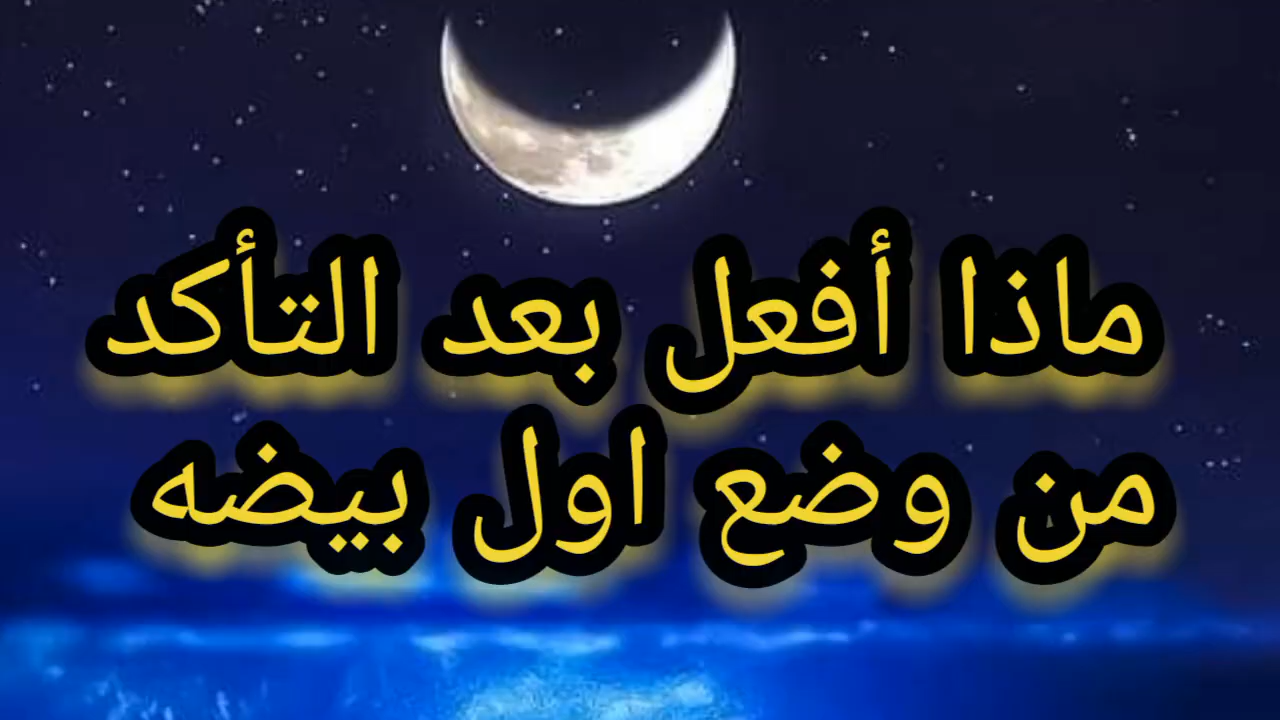 ماذا أفعل بعد التأكد
من وضع اول بيضه